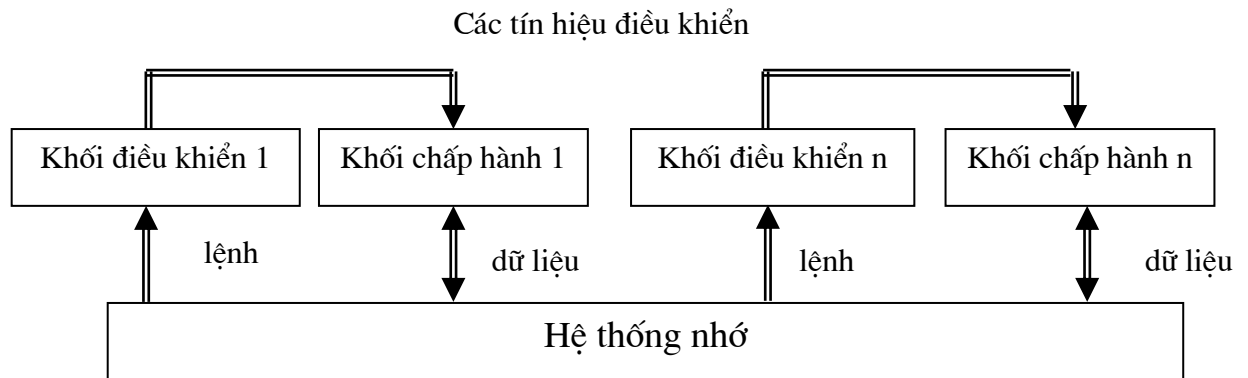 Các tín hiệu điều khiển
Khối điều khiển 1 Khối chấp hành 1 Khối điều khiển n Khối chấp hành n
lệnh dữ liệu lệnh dữ liệu
Hệ thống nhớ